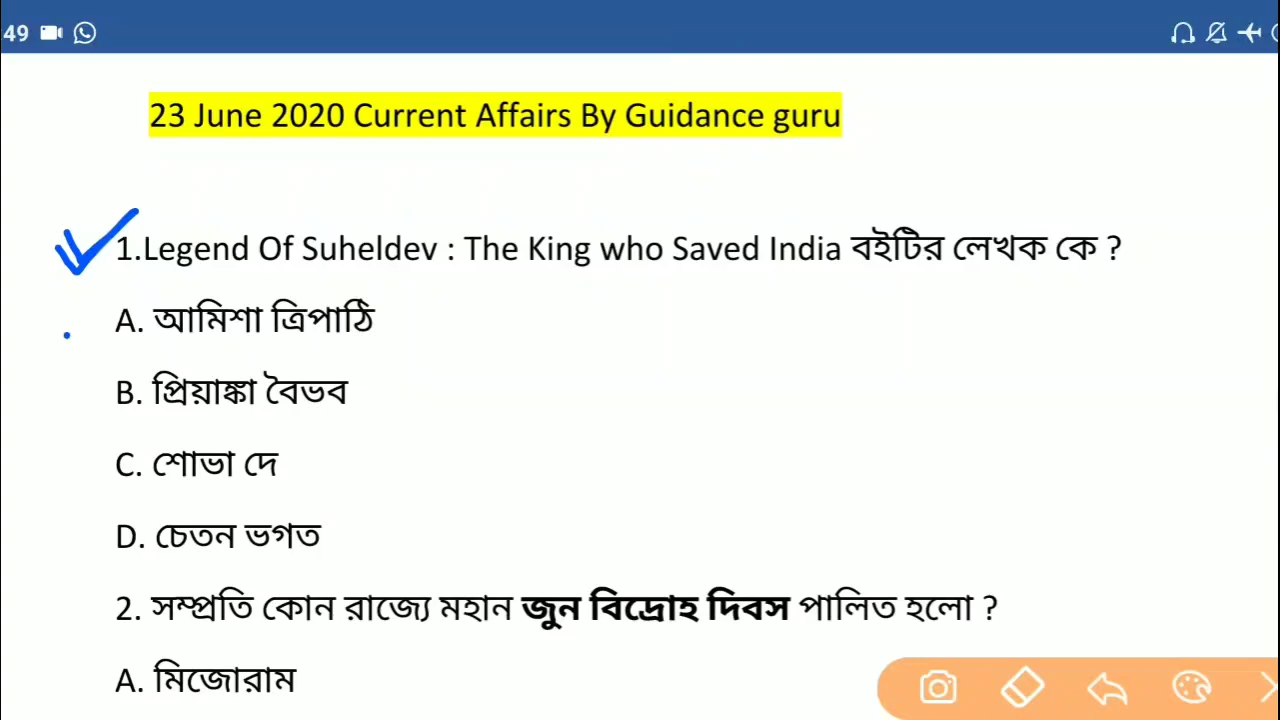 49
23 June 2020 Current Affairs By Guidance guru
1.Legend Of Suheldev : The King who Saved India বইটির লেখক কে ?
A. আমিশা ত্রিপাঠি
B. প্রিয়াঙ্কা বৈভব
C. শোভা দে
D. চেতন ভগত
2. সম্প্রতি কোন রাজ্যে মহান জুন বিদ্রোহ দিবস পালিত হলো ?
A. মিজোরাম